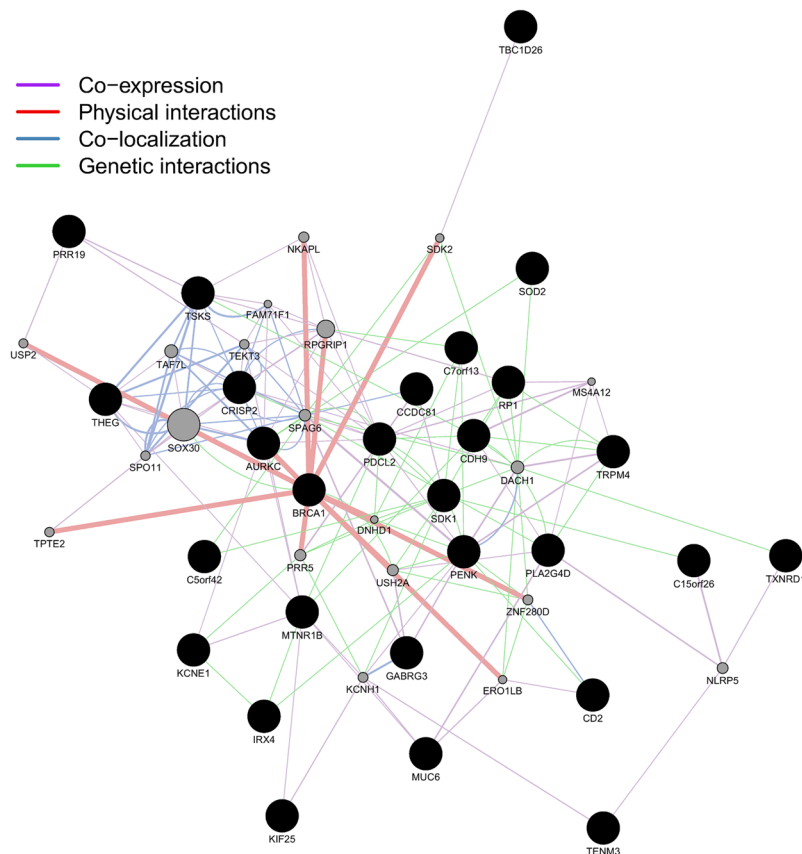 TBC1D26
Co-expression
Physical interactions
Co-localization
Genetic interactions
PRR19
NKAPL
SDK2
SOD2
TSKS
FAM71F1
RPGRIP1
USP2
TAF7L
TEKT3
C7orf13
MS4A12
RP1
CRISP2
CCDC81
THEG
SPAG6
SOX30
AURKC
PDCL2
CDH9
TRPM4
SPO11
DACH1
BRCA1
SDK1
DNHD1
TPTE2
C5orf42
PRR5
USH2A
PENK
PLA2G4D
C15orf26
TXNRD1
ZNF280D
MTNR1B
KCNE1
GABRG3
KCNH1
ERO1LB
NLRP5
CD2
IRX4
MUC6
KIF25
TENM3